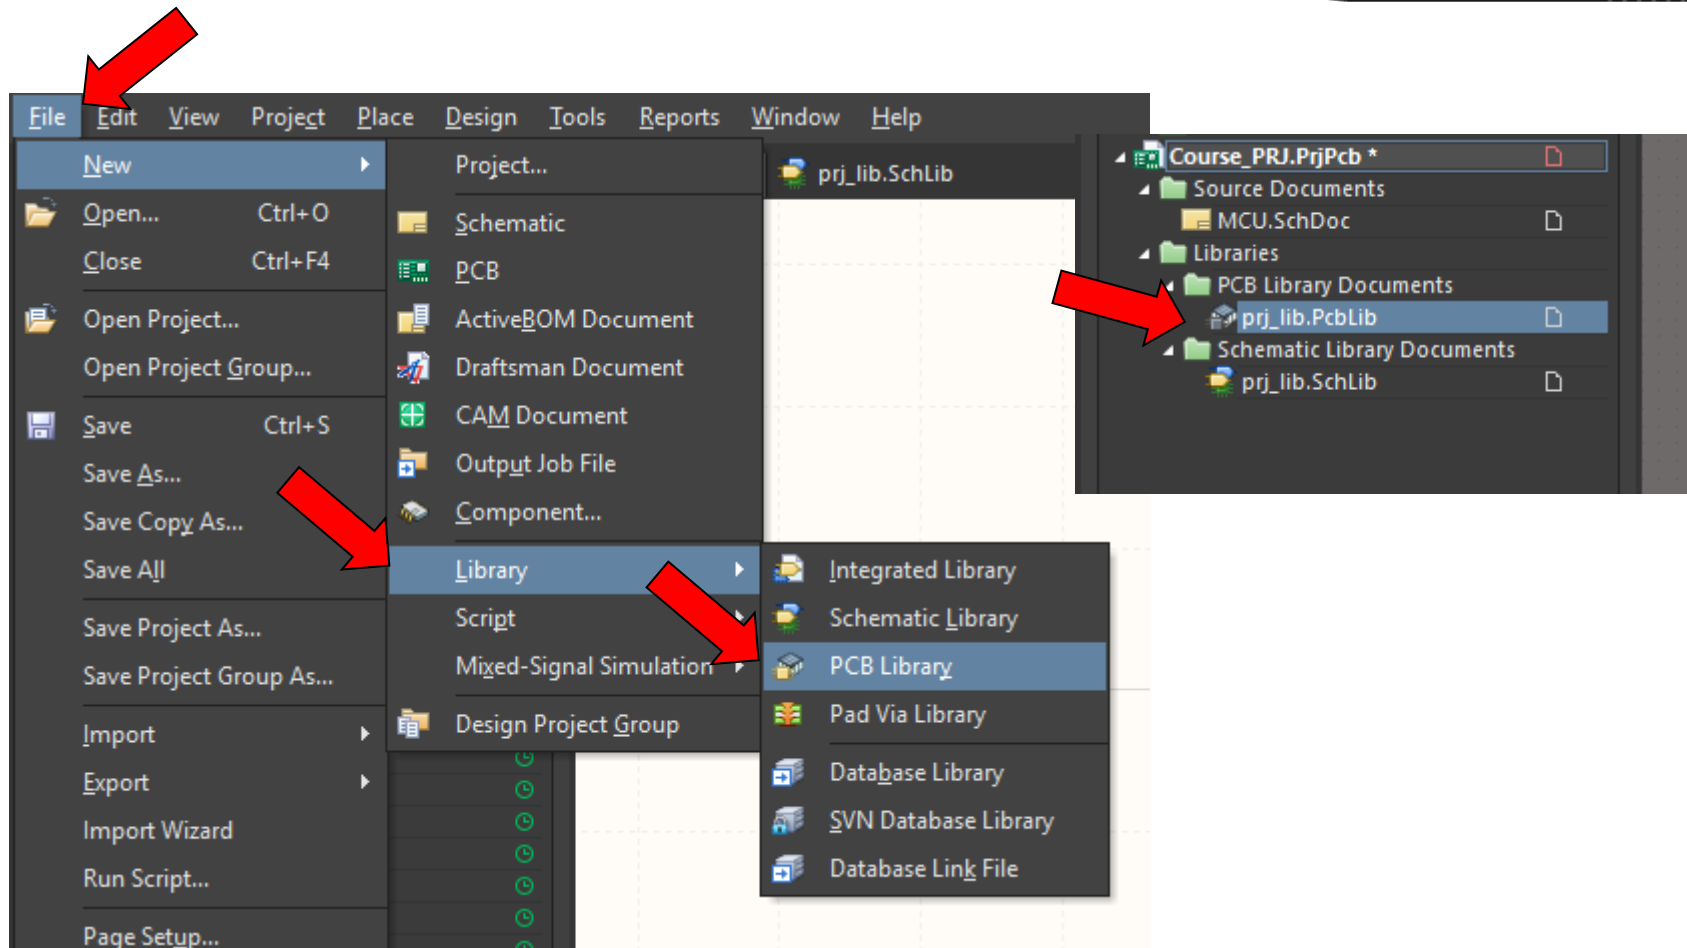 File Edit View Project Place Design Tools Reports Window Help
New
Open... Ctrl+O
Close Ctrl+F4
Open Project...
Open Project Group...
Save Ctrl+S
Save As...
Save Copy As...
Save All
Save Project As...
Save Project Group As...
Import
Export
Import Wizard
Run Script...
Page Setup...
Project...
Schematic
PCB
ActiveBOM Document
Draftsman Document
CAM Document
Output Job File
Component...
Library
Script
Mixed-Signal Simulation
Design Project Group
prj_lib.SchLib
Integrated Library
Schematic Library
PCB Library
Pad Via Library
Database Library
SVN Database Library
Database Link File
Course_PRJ.PrjPcb *
Source Documents
MCU.SchDoc
Libraries
PCB Library Documents
prj_lib.PcbLib
Schematic Library Documents
prj_lib.SchLib